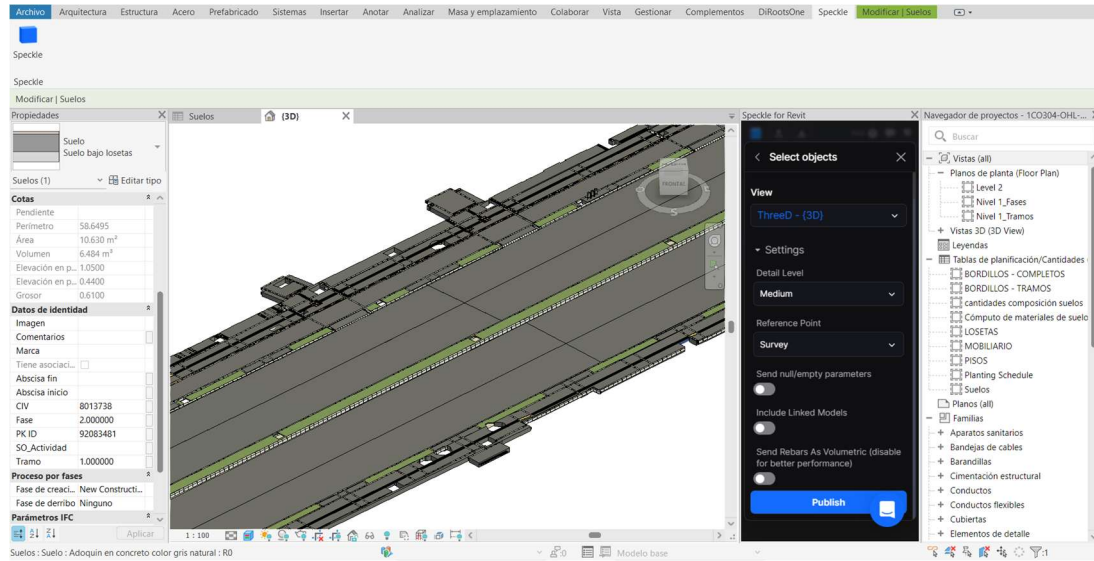 Archivo Arquitectura Estructura Acero Prefabricado Sistemas Insertar Anotar Analizar Masa y emplazamiento Colaborar Vista Gestionar Complementos DiRootsOne Speckle Modificar | Suelos
Speckle
Speckle
Modificar | Suelos
Propiedades
Suelo
Suelo bajo losetas
Suelos (1) Editar tipo
Cotas
Pendiente
Perímetro 58.6495
Área 10.630 m²
Volumen 6.484 m³
Elevación en p... 1.0500
Elevación en p... 0.4400
Grosor 0.6100
Datos de identidad
Imagen
Comentarios
Marca
Tiene asociaci...
Abscisa fin
Abscisa inicio
CIV 8013738
Fase 2.000000
PK ID 92083481
SO_Actividad
Tramo 1.000000
Proceso por fases
Fase de creaci... New Constructi...
Fase de derribo Ninguno
Parámetros IFC
Aplicar
Suelos : Suelo : Adoquin en concreto color gris natural : R0
Suelos
{3D}
FRONTAL
S
1 : 100
:0
Modelo base
Speckle for Revit
Select objects
View
ThreeD - {3D}
Settings
Detail Level
Medium
Reference Point
Survey
Send null/empty parameters
Include Linked Models
Send Rebars As Volumetric (disable
for better performance)
Publish
Navegador de proyectos - 1CO304-OHL-...
Buscar
Vistas (all)
Planos de planta (Floor Plan)
Level 2
Nivel 1_Fases
Nivel 1_Tramos
Vistas 3D (3D View)
Leyendas
Tablas de planificación/Cantidades
BORDILLOS - COMPLETOS
BORDILLOS - TRAMOS
cantidades composición suelos
Cómputo de materiales de suelo
LOSETAS
MOBILIARIO
PISOS
Planting Schedule
Suelos
Planos (all)
Familias
Aparatos sanitarios
Bandejas de cables
Barandillas
Cimentación estructural
Conductos
Conductos flexibles
Cubiertas
Elementos de detalle
:1